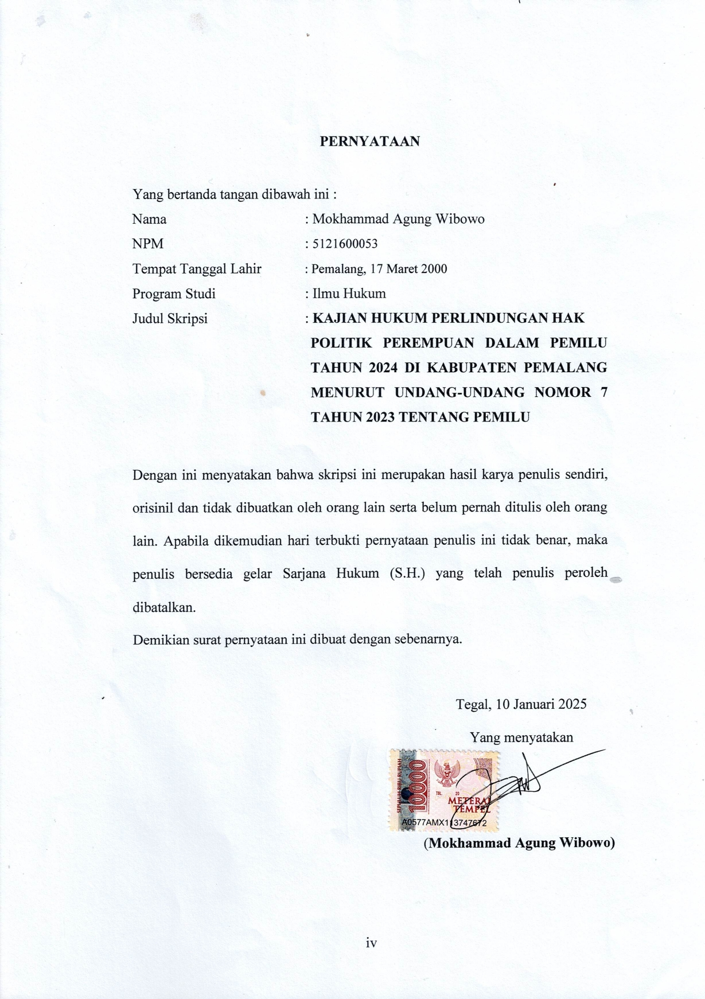 PERNYATAAN
Yang bertanda tangan dibawah ini :
Nama : Mokhammad Agung Wibowo
NPM : 5121600053
Tempat Tanggal Lahir : Pemalang, 17 Maret 2000
Program Studi : Ilmu Hukum
Judul Skripsi : KAJIAN HUKUM PERLINDUNGAN HAK
POLITIK PEREMPUAN DALAM PEMILU
TAHUN 2024 DI KABUPATEN PEMALANG
MENURUT UNDANG-UNDANG NOMOR 7
TAHUN 2023 TENTANG PEMILU
Dengan ini menyatakan bahwa skripsi ini merupakan hasil karya penulis sendiri,
orisinil dan tidak dibuatkan oleh orang lain serta belum pernah ditulis oleh orang
lain. Apabila dikemudian hari terbukti pernyataan penulis ini tidak benar, maka
penulis bersedia gelar Sarjana Hukum (S.H.) yang telah penulis peroleh
dibatalkan.
Demikian surat pernyataan ini dibuat dengan sebenarnya.
Tegal, 10 Januari 2025
Yang menyatakan
SEPULUH RIBU RUPIAH
10000
TGL. 20
METERAI
TEMPEL
A0577AMX113747672
(Mokhammad Agung Wibowo)
iv